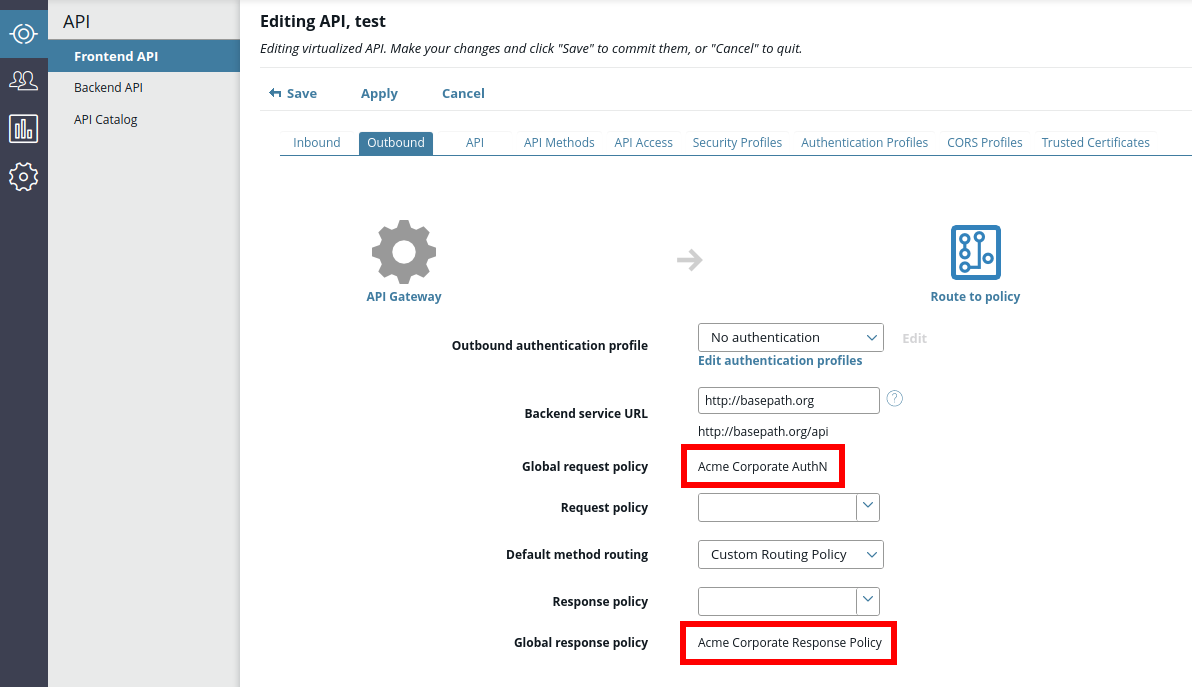 API
Frontend API
Backend API
API Catalog
Editing API, test
Editing virtualized API. Make your changes and click "Save" to commit them, or "Cancel" to quit.
Save Apply Cancel
Inbound Outbound API API Methods API Access Security Profiles Authentication Profiles CORS Profiles Trusted Certificates
API Gateway Route to policy
Outbound authentication profile No authentication Edit
Edit authentication profiles
Backend service URL http://basepath.org ?
http://basepath.org/api
Global request policy Acme Corporate AuthN
Request policy
Default method routing Custom Routing Policy
Response policy
Global response policy Acme Corporate Response Policy